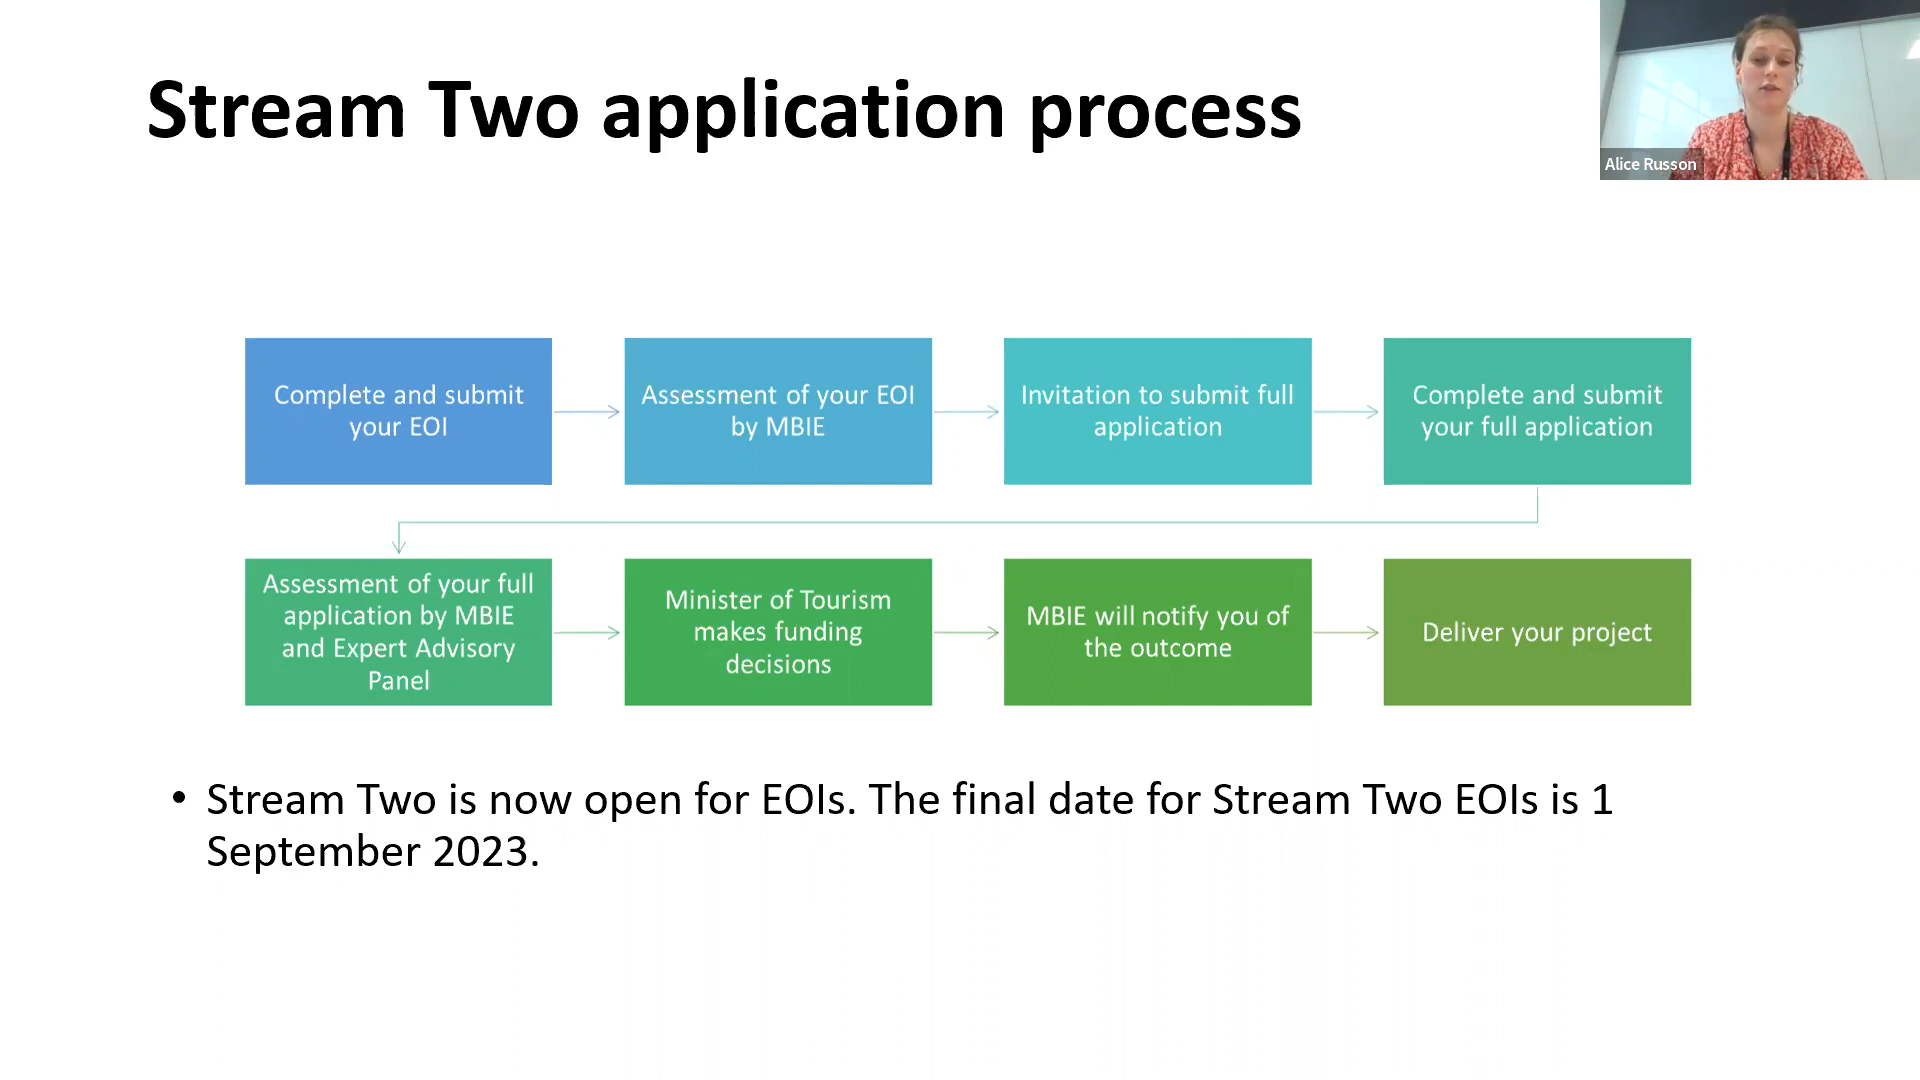 Stream Two application process
Alice Russon
Complete and submit
your EOI
Assessment of your EOI
by MBIE
Invitation to submit full
application
Complete and submit
your full application
Assessment of your full
application by MBIE
and Expert Advisory
Panel
Minister of Tourism
makes funding
decisions
MBIE will notify you of
the outcome
Deliver your project
• Stream Two is now open for EOIs. The final date for Stream Two EOIs is 1
September 2023.